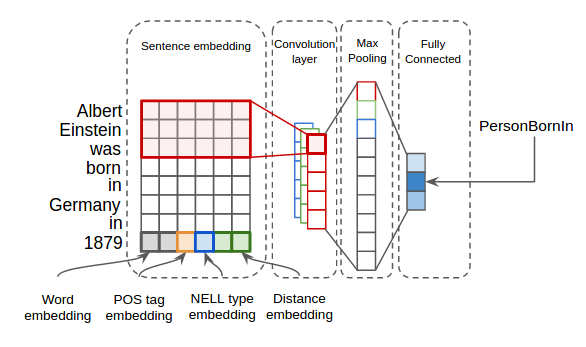 Sentence embedding
Convolution
layer
Max
Pooling
Fully
Connected
Albert
Einstein
was
born
in
Germany
in
1879
PersonBornIn
Word
embedding
POS tag
embedding
NELL type
embedding
Distance
embedding